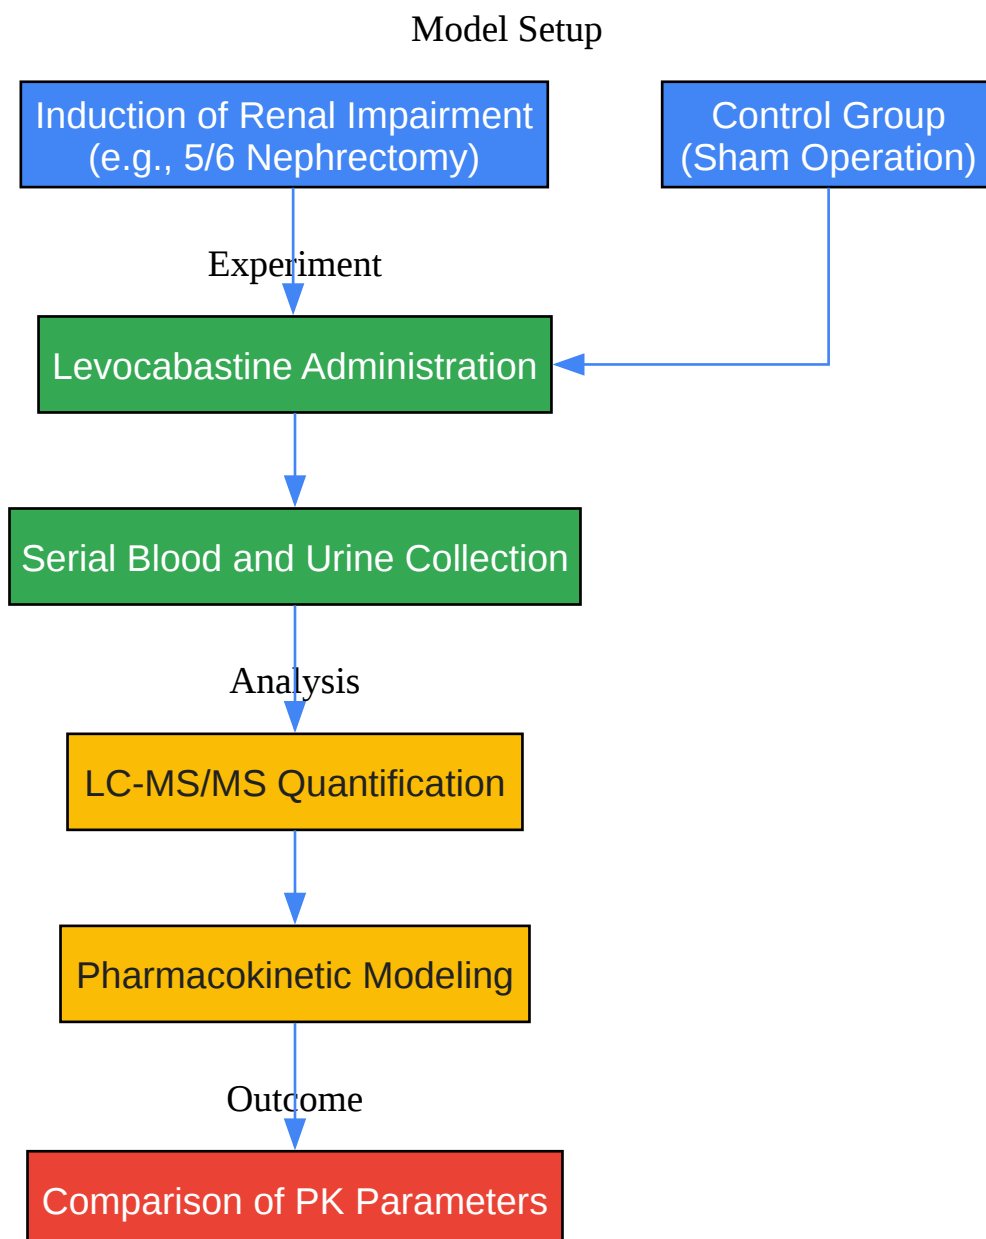 Model Setup
Induction of Renal Impairment
(e.g., 5/6 Nephrectomy)
Control Group
(Sham Operation)
Experiment
Levocabastine Administration
Serial Blood and Urine Collection
Analysis
LC-MS/MS Quantification
Pharmacokinetic Modeling
Outcome
Comparison of PK Parameters